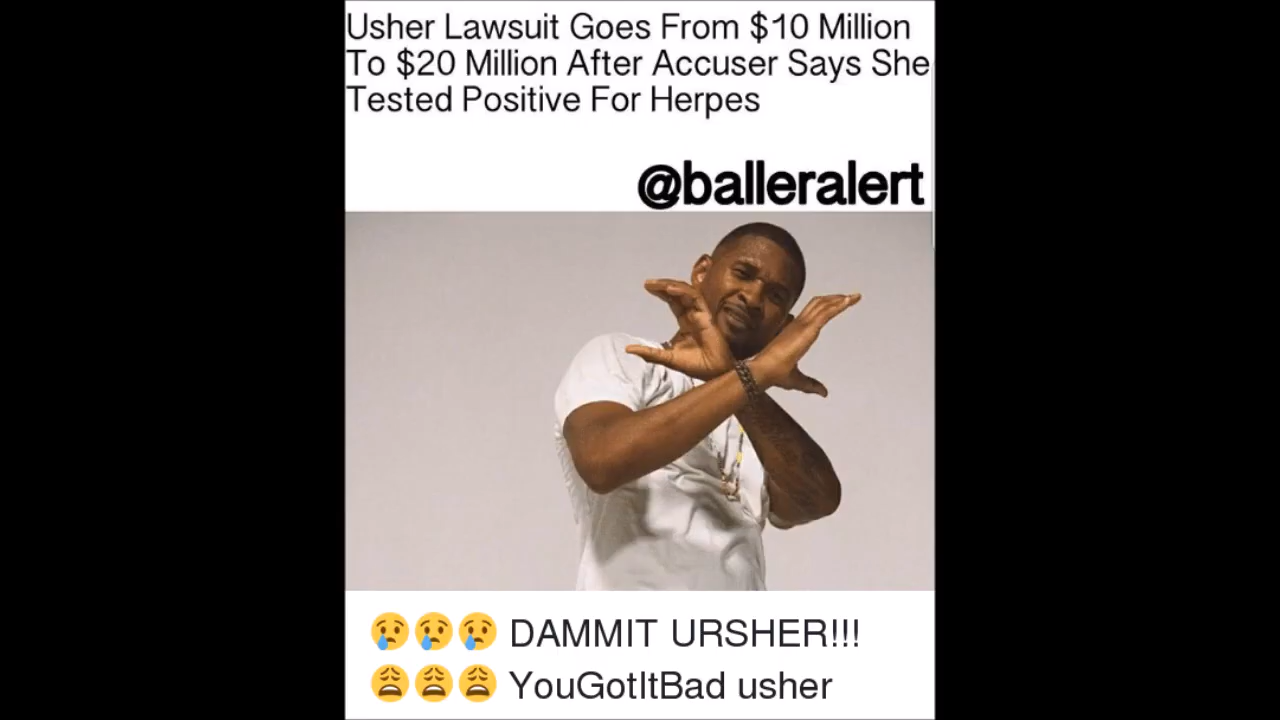 Usher Lawsuit Goes From $10 Million
To $20 Million After Accuser Says She
Tested Positive For Herpes
@balleralert
😢😢😢 DAMMIT URSHER!!!
😩😩😩 YouGotItBad usher